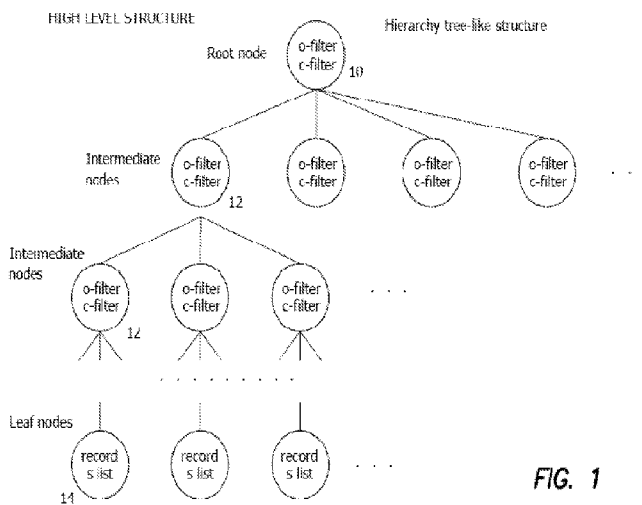 HIGH LEVEL STRUCTURE
Hierarchy tree-like structure
Root node
o-filter
c-filter
10
Intermediate
nodes
o-filter
c-filter
12
o-filter
c-filter
o-filter
c-filter
o-filter
c-filter
. .
Intermediate
nodes
o-filter
c-filter
12
o-filter
c-filter
o-filter
c-filter
. . .
. . . . . . . . .
Leaf nodes
record
s list
14
record
s list
record
s list
. . .
FIG. 1